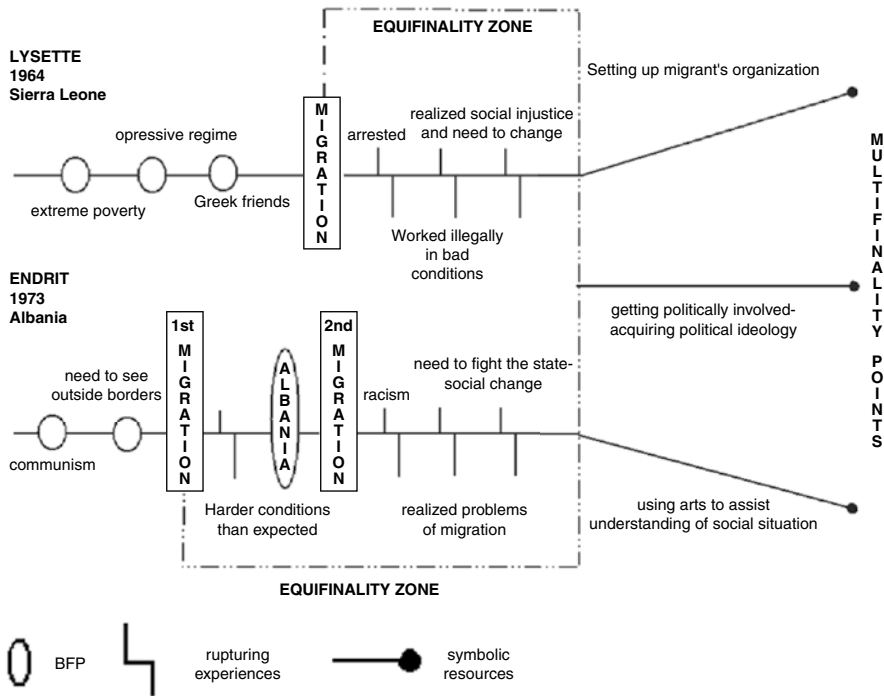 EQUIFINALITY ZONE
LYSETTE
1964
Sierra Leone
Setting up migrant's organization
opressive regime
MIGRATION
arrested
realized social injustice
and need to change
extreme poverty
Greek friends
Worked illegally
in bad
conditions
MULTIFINALITY POINTS
ENDRIT
1973
Albania
getting politically involved-
acquiring political ideology
1st
MIGRATION
2nd
MIGRATION
need to see
outside borders
ALBANIA
racism
need to fight the state-
social change
communism
Harder conditions
than expected
realized problems
of migration
using arts to assist
understanding of social situation
EQUIFINALITY ZONE
BFP
rupturing
experiences
symbolic
resources